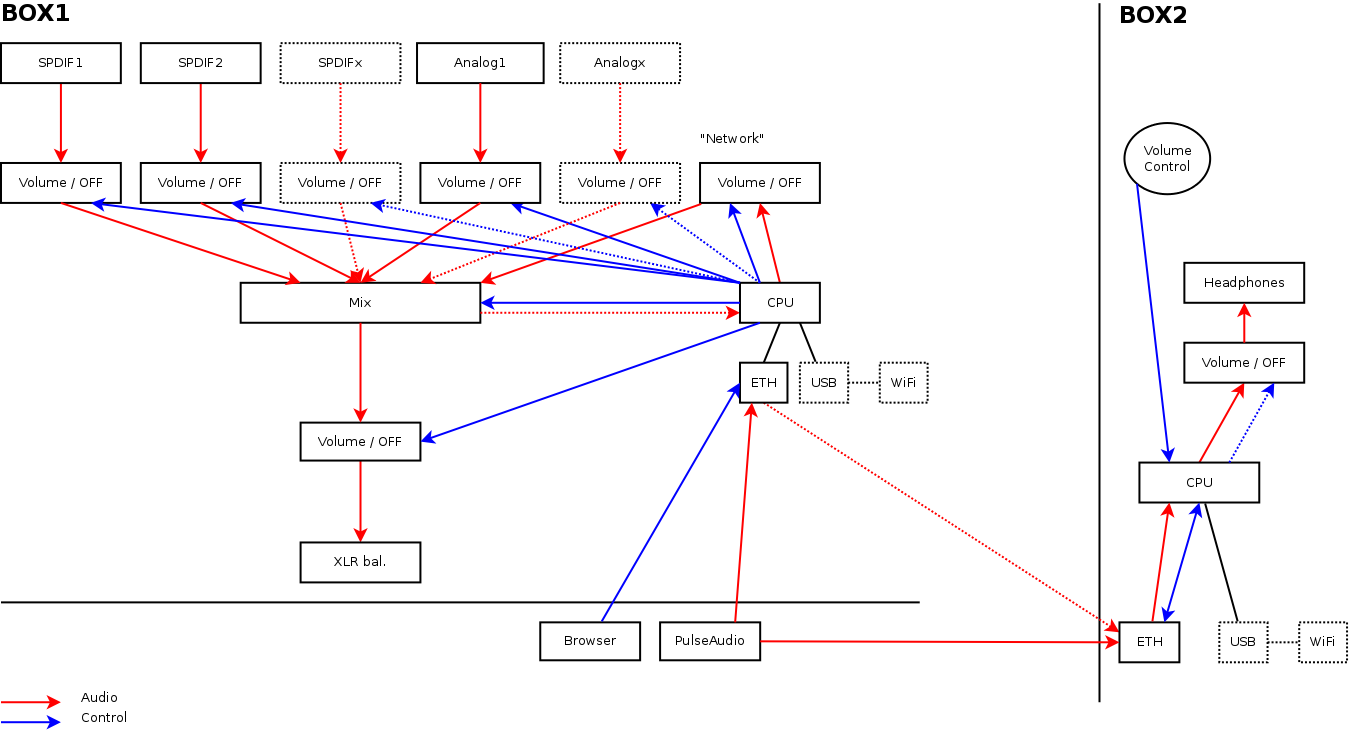 BOX1
BOX2
SPDIF1
SPDIF2
SPDIFx
Analog1
Analogx
"Network"
Volume
Control
Volume / OFF
Volume / OFF
Volume / OFF
Volume / OFF
Volume / OFF
Volume / OFF
Headphones
Mix
CPU
Volume / OFF
ETH
USB
WiFi
Volume / OFF
CPU
XLR bal.
Browser
PulseAudio
ETH
USB
WiFi
Audio
Control